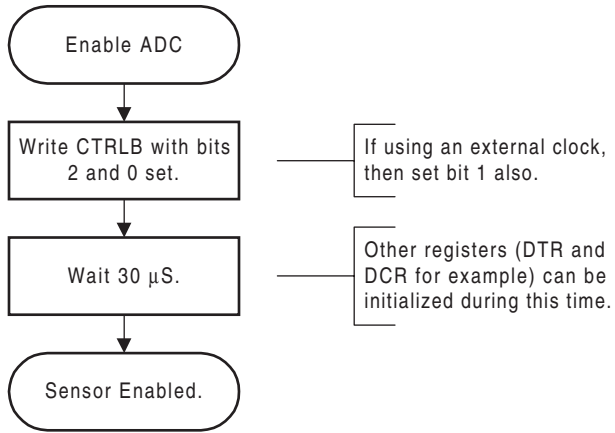 Enable ADC
Write CTRLB with bits
2 and 0 set.
If using an external clock,
then set bit 1 also.
Wait 30 μS.
Other registers (DTR and
DCR for example) can be
initialized during this time.
Sensor Enabled.